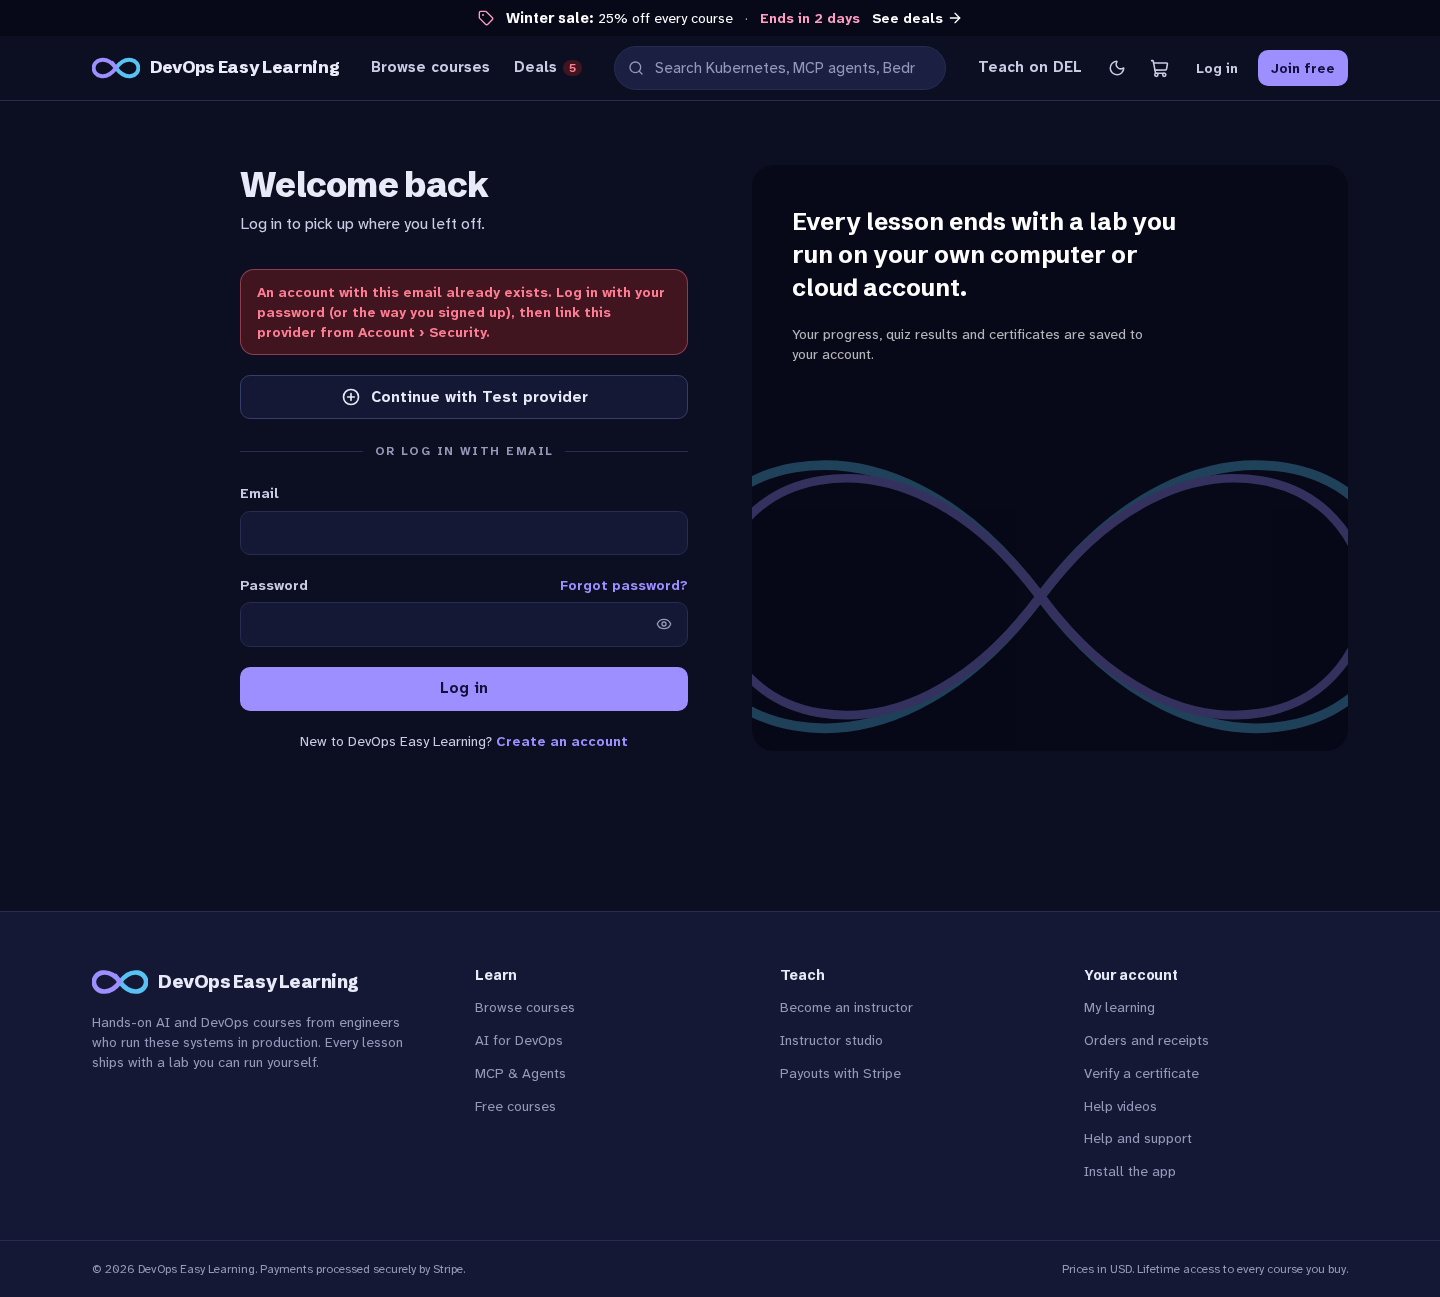 Winter sale: 25% off every course · Ends in 2 days See deals →
DevOps Easy Learning
Browse courses
Deals 5
Search Kubernetes, MCP agents, Bedr
Teach on DEL
Log in
Join free
Welcome back
Log in to pick up where you left off.
An account with this email already exists. Log in with your
password (or the way you signed up), then link this
provider from Account › Security.
Continue with Test provider
OR LOG IN WITH EMAIL
Email
Password
Forgot password?
Log in
New to DevOps Easy Learning? Create an account
Every lesson ends with a lab you
run on your own computer or
cloud account.
Your progress, quiz results and certificates are saved to
your account.
DevOps Easy Learning
Hands-on AI and DevOps courses from engineers
who run these systems in production. Every lesson
ships with a lab you can run yourself.
Learn
Browse courses
AI for DevOps
MCP & Agents
Free courses
Teach
Become an instructor
Instructor studio
Payouts with Stripe
Your account
My learning
Orders and receipts
Verify a certificate
Help videos
Help and support
Install the app
© 2026 DevOps Easy Learning. Payments processed securely by Stripe.
Prices in USD. Lifetime access to every course you buy.